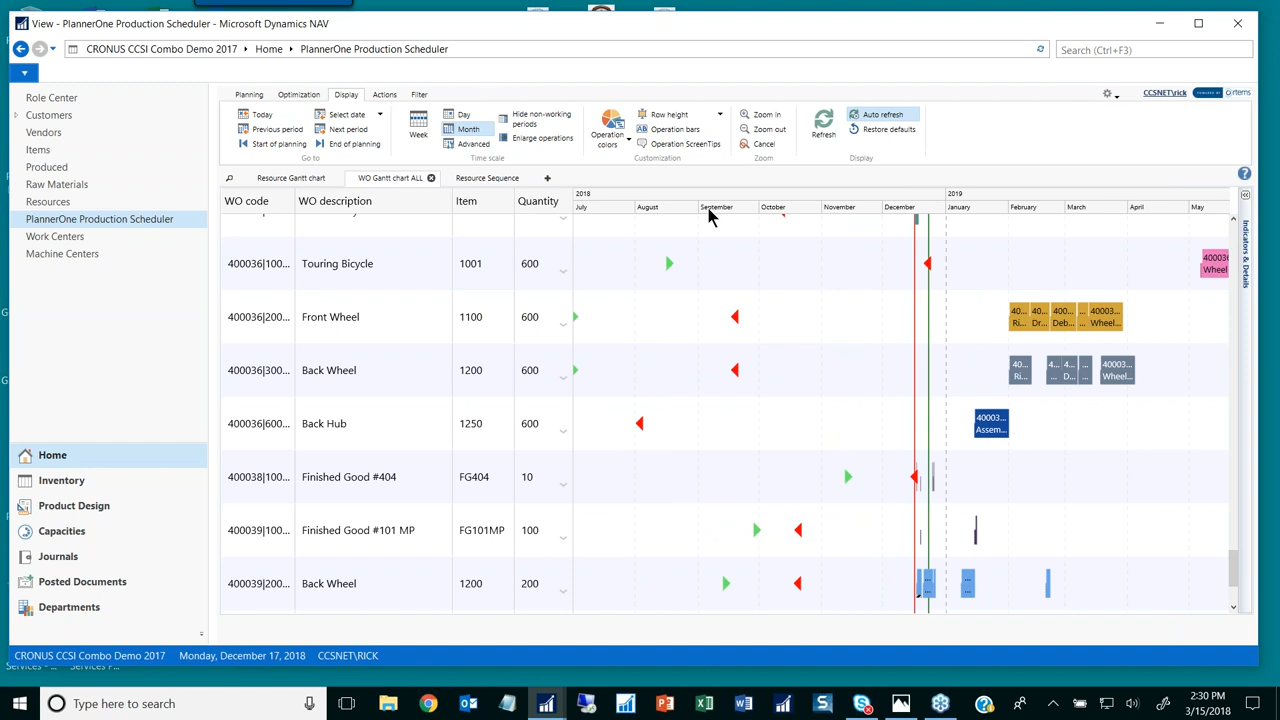 View - PlannerOne Production Scheduler - Microsoft Dynamics NAV
CRONUS CCSI Combo Demo 2017 > Home > PlannerOne Production Scheduler
Search (Ctrl+F3)
Role Center
Customers
Vendors
Items
Produced
Raw Materials
Resources
PlannerOne Production Scheduler
Work Centers
Machine Centers
Home
Inventory
Product Design
Capacities
Journals
Posted Documents
Departments
Planning Optimization Display Actions Filter
CCSNET\rick
Today Select date
Previous period Next period
Start of planning End of planning
Go to
Week
Day
Month
Advanced
Hide non-working periods
Enlarge operations
Time scale
Operation colors
Row height
Operation bars
Operation ScreenTips
Customization
Zoom in
Zoom out
Cancel
Zoom
Refresh
Auto refresh
Restore defaults
Display
Resource Gantt chart WO Gantt chart ALL Resource Sequence
WO code WO description Item Quantity
2018 2019
July August September October November December January February March April May
400036|100... Touring Bicycle 1001 600
400036|200... Front Wheel 1100 600
400036|300... Back Wheel 1200 600
400036|600... Back Hub 1250 600
400038|100... Finished Good #404 FG404 10
400039|100... Finished Good #101 MP FG101MP 100
400039|200... Back Wheel 1200 200
Indicators & Details
CRONUS CCSI Combo Demo 2017 Monday, December 17, 2018 CCSNET\RICK
Type here to search
2:30 PM
3/15/2018